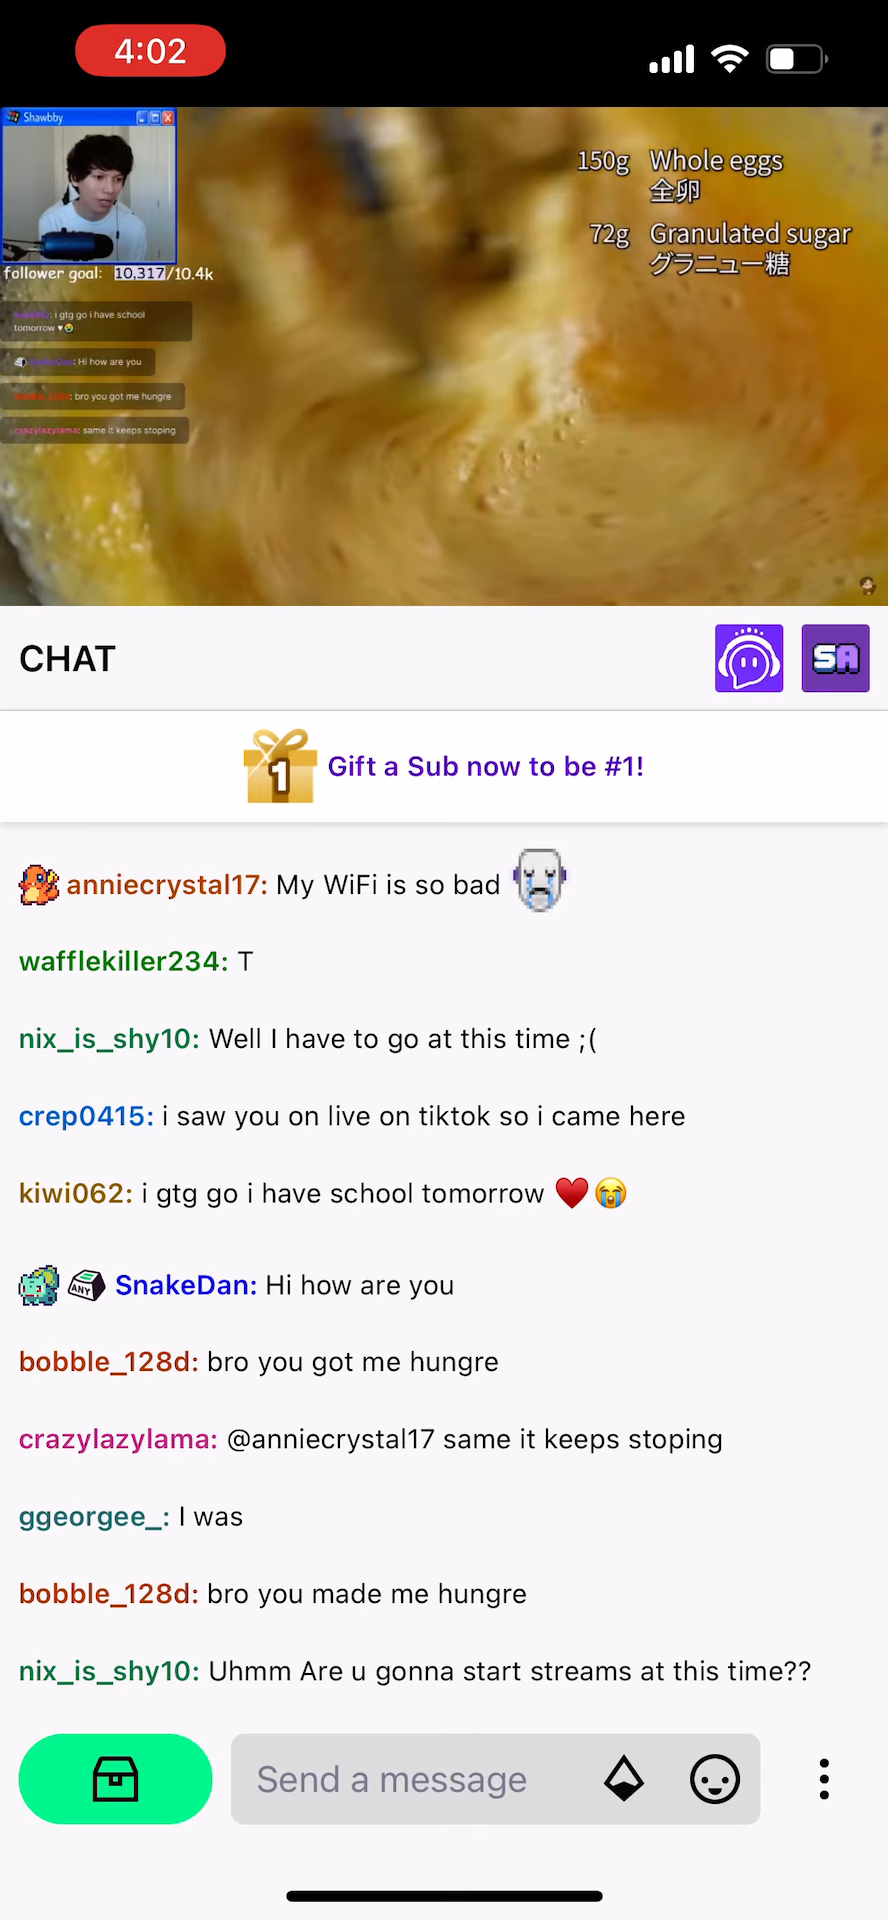 4:02
Shawbby
150g Whole eggs
全卵
72g Granulated sugar
グラニュー糖
follower goal: 10,317/10.4k
: i gtg go i have school
tomorrow ♥😭
: Hi how are you
: bro you got me hungre
crazylazylama: same it keeps stoping
CHAT
SA
1 Gift a Sub now to be #1!
anniecrystal17: My WiFi is so bad
wafflekiller234: T
nix_is_shy10: Well I have to go at this time ;(
crep0415: i saw you on live on tiktok so i came here
kiwi062: i gtg go i have school tomorrow ♥️😭
ANY SnakeDan: Hi how are you
bobble_128d: bro you got me hungre
crazylazylama: @anniecrystal17 same it keeps stoping
ggeorgee_: I was
bobble_128d: bro you made me hungre
nix_is_shy10: Uhmm Are u gonna start streams at this time??
Send a message